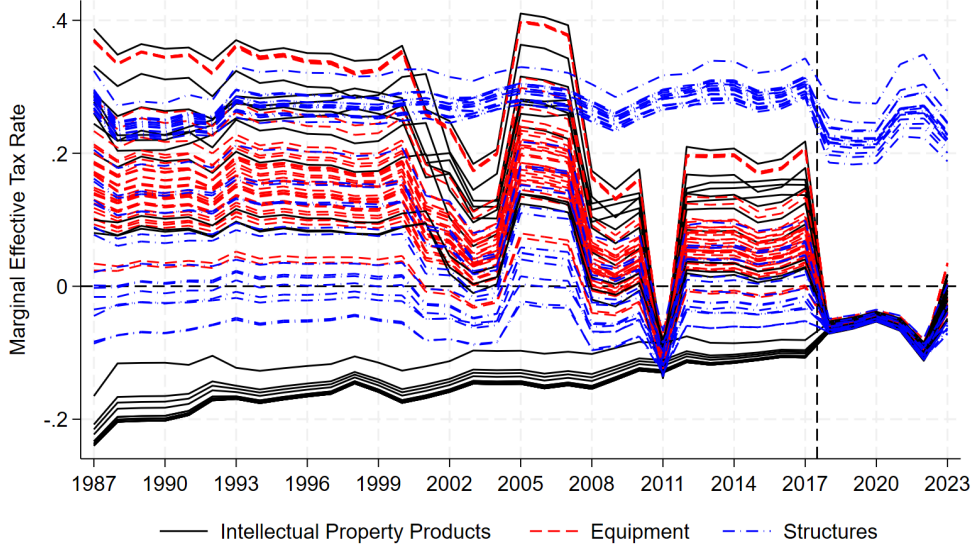 Marginal Effective Tax Rate
.4
.2
0
-.2
1987 1990 1993 1996 1999 2002 2005 2008 2011 2014 2017 2020 2023
Intellectual Property Products Equipment Structures